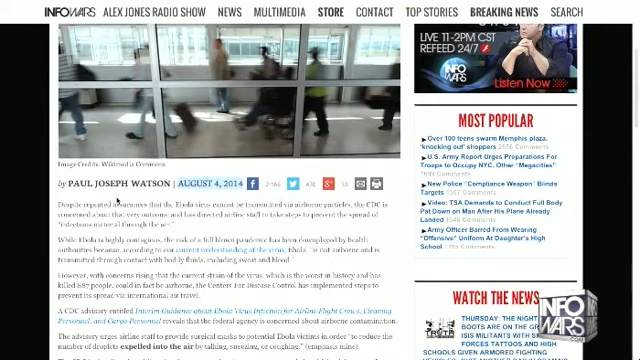 INFOWARS ALEX JONES RADIO SHOW NEWS MULTIMEDIA STORE CONTACT TOP STORIES BREAKING NEWS SEARCH
LIVE 11-2PM CST
REFEED 24/7
INFO
WARS
Listen Now
MOST POPULAR
Over 100 teens swarm Memphis plaza,
'knocking out' shoppers
U.S. Army Report Urges Preparations For
Troops to Occupy NYC, Other "Megacities"
New Police "Compliance Weapon" Blinds
Targets
Video: TSA Demands to Conduct Full Body
Pat Down on Man After His Plane Already
Landed
Army Officer Barred From Wearing
"Offensive" Uniform At Daughter's High
School
Image Credit: Wikimedia Commons
by PAUL JOSEPH WATSON | AUGUST 4, 2014
Despite repeated assurances that the Ebola virus cannot be transmitted via airborne particles, the CDC is
concerned about that very outcome and has directed airline staff to take steps to prevent the spread of
"infectious material through the air."
While Ebola is highly contagious, the risk of a full blown pandemic has been downplayed by health
authorities because, according to our current understanding of the virus, Ebola, "is not airborne and is
transmitted through contact with bodily fluids, including sweat and blood."
However, with concerns rising that the current strain of the virus, which is the worst in history and has
killed 887 people, could in fact be airborne, the Centers For Disease Control has implemented steps to
prevent its spread via international air travel.
A CDC advisory entitled Interim Guidance about Ebola Virus Infection for Airline Flight Crews, Cleaning
Personnel, and Cargo Personnel reveals that the federal agency is concerned about airborne contamination.
The advisory urges airline staff to provide surgical masks to potential Ebola victims in order "to reduce the
number of droplets expelled into the air by talking, sneezing, or coughing," (emphasis mine).
WATCH THE NEWS
THURSDAY: THE NIGHT
BOOTS ARE ON THE GR
ISIS MILITANTS WITH S
FORCES TATTOOS AND HIGH
SCHOOLS GIVEN ARMORED FIGHTING
INFO
WARS
.COM